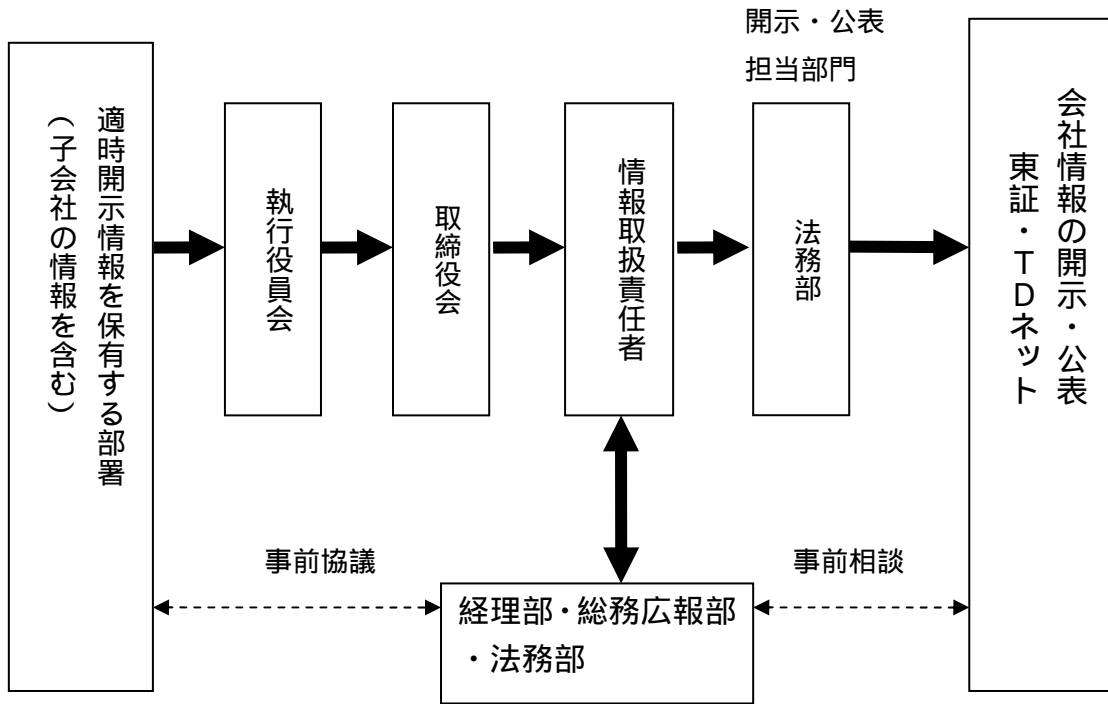 開示・公表
担当部門
適時開示情報を保有する部署
（子会社の情報を含む）
執行役員会
取締役会
情報取扱責任者
法務部
会社情報の開示・公表
東証・ＴＤネット
事前協議
事前相談
経理部・総務広報部
・法務部